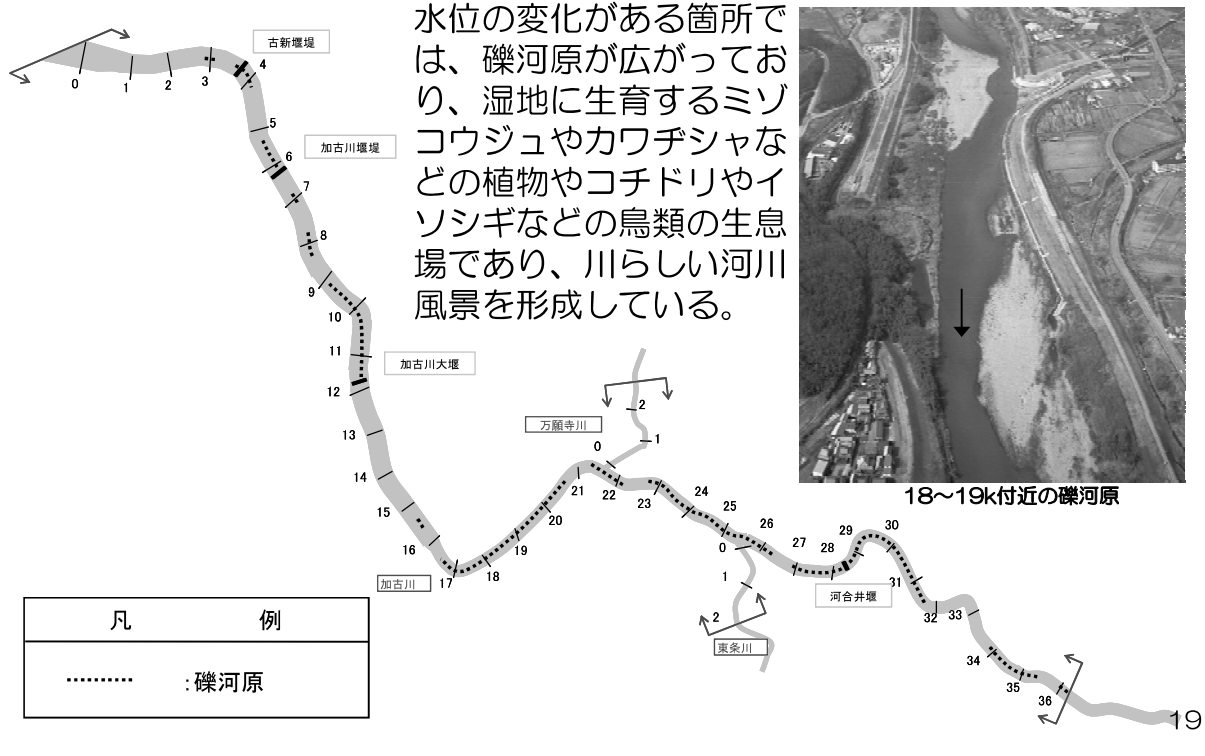 水位の変化がある箇所で
は、礫河原が広がってお
り、湿地に生育するミゾ
コウジュやカワヂシャな
どの植物やコチドリやイ
ソシギなどの鳥類の生息
場であり、川らしい河川
風景を形成している。
18～19k付近の礫河原
古新堰堤
0
1
2
3
4
5
加古川堰堤
6
7
8
9
10
11
加古川大堰
12
13
14
15
16
加古川
17
18
19
20
21
22
23
24
25
26
27
28
29
30
31
32
33
34
35
36
万願寺川
0
1
2
東条川
0
1
2
河合井堰
凡 例
:礫河原
19